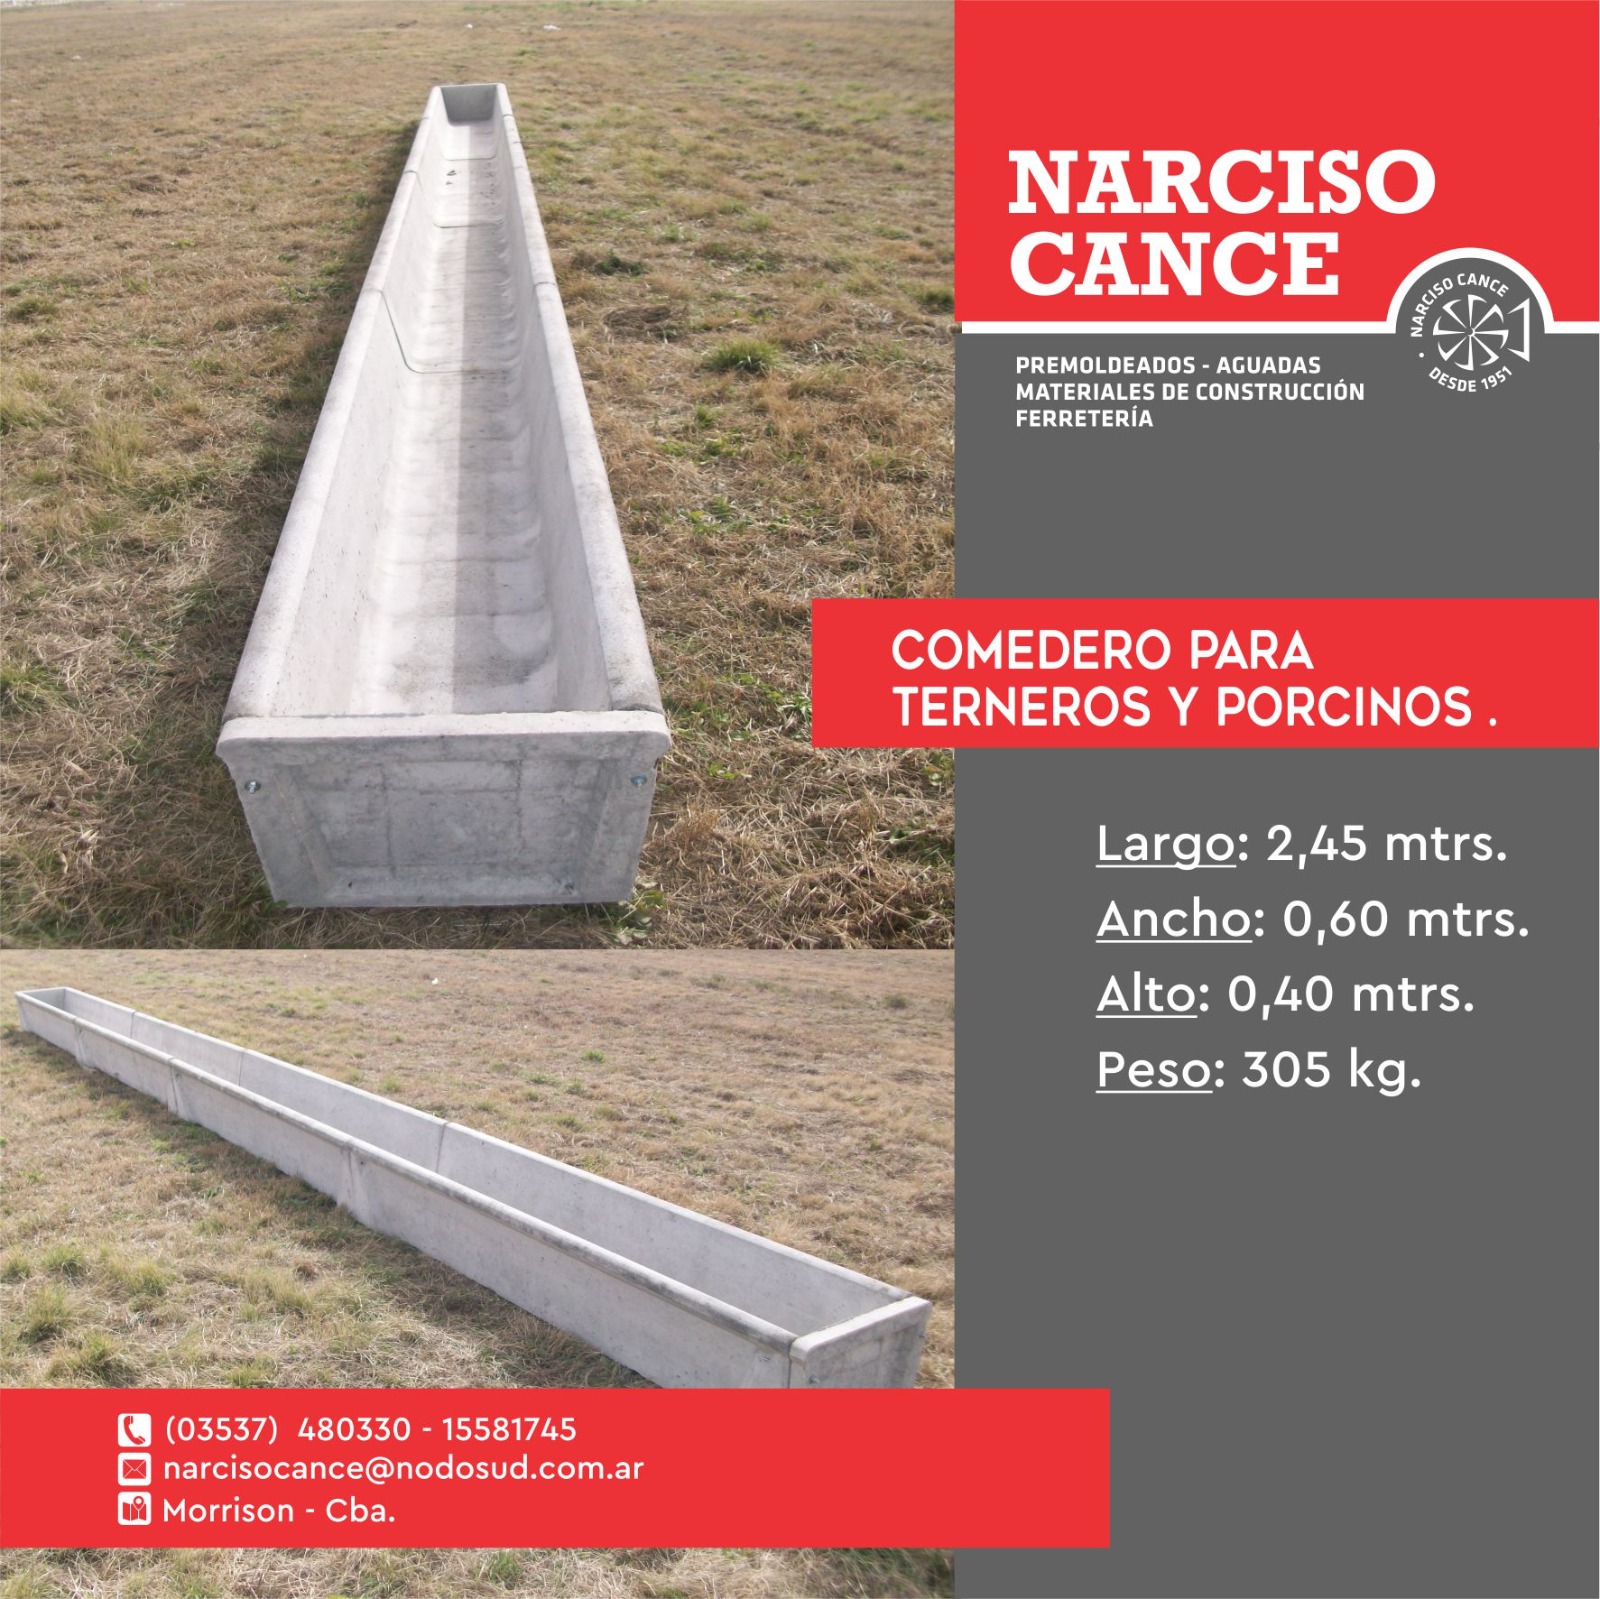 NARCISO
CANCE
NARCISO CANCE
DESDE 1951
PREMOLDEADOS - AGUADAS
MATERIALES DE CONSTRUCCIÓN
FERRETERÍA
COMEDERO PARA
TERNEROS Y PORCINOS .
Largo: 2,45 mtrs.
Ancho: 0,60 mtrs.
Alto: 0,40 mtrs.
Peso: 305 kg.
(03537) 480330 - 15581745
narcisocance@nodosud.com.ar
Morrison - Cba.